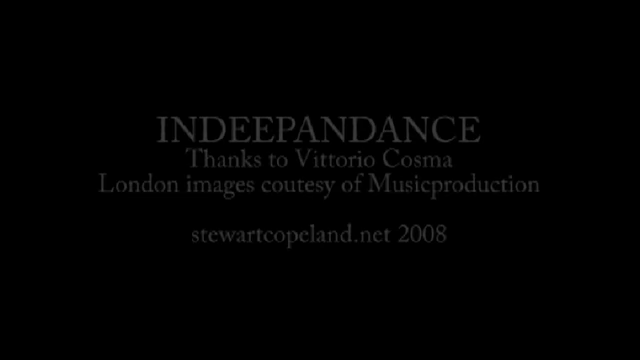 INDEEPANDANCE
Thanks to Vittorio Cosma
London images coutesy of Musicproduction
stewartcopeland.net 2008